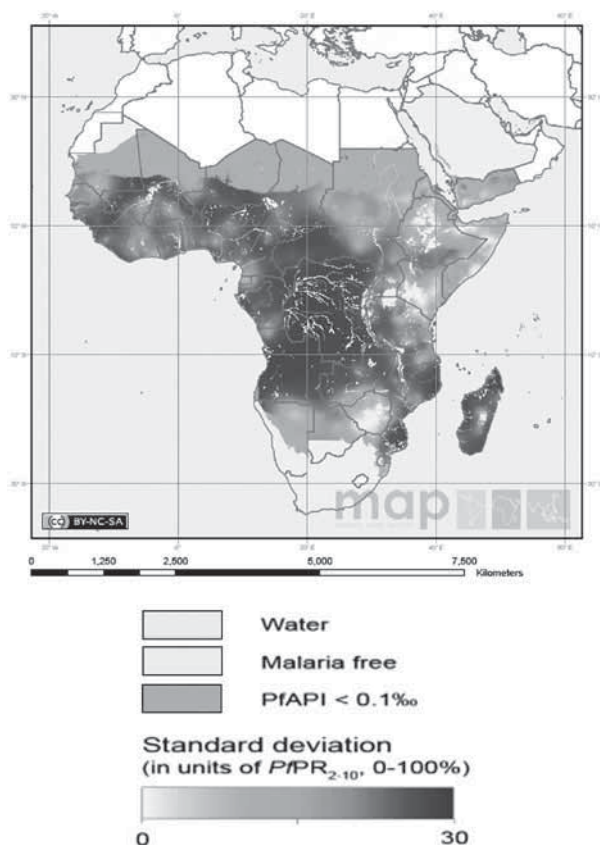 BY-NC-SA
map
0 1,250 2,500 5,000 7,500 Kilometers
Water
Malaria free
PfAPI < 0.1‰
Standard deviation
(in units of PfPR2-10, 0-100%)
0 30